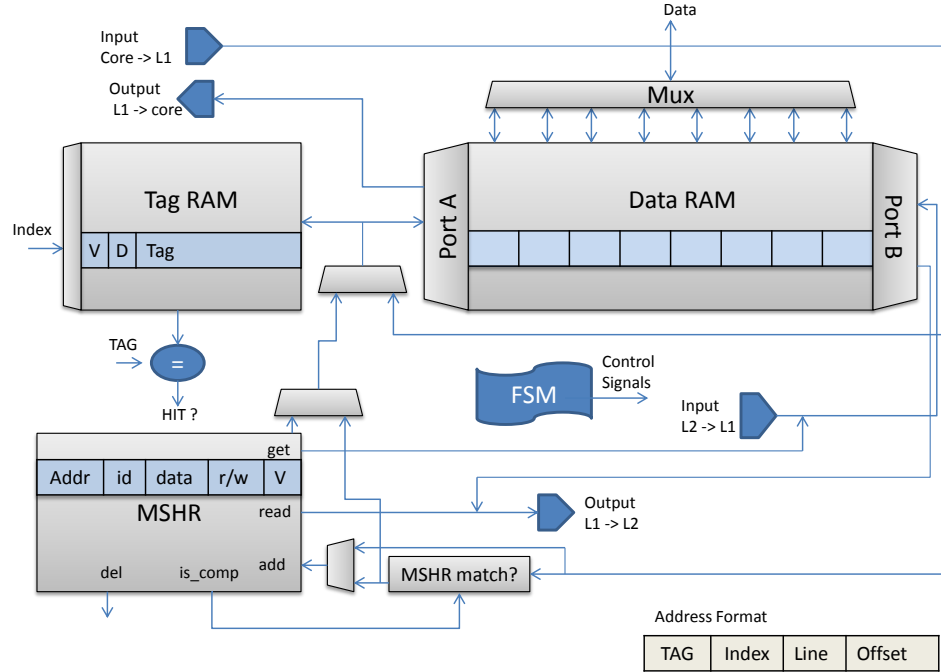 Input
Core -> L1
Data
Output
L1 -> core
Mux
Tag RAM
Port A
Data RAM
Port B
Index
V D Tag
TAG
=
HIT ?
FSM
Control
Signals
Input
L2 -> L1
get
Addr id data r/w V
MSHR
read
Output
L1 -> L2
add
del
is_comp
MSHR match?
Address Format
TAG Index Line Offset